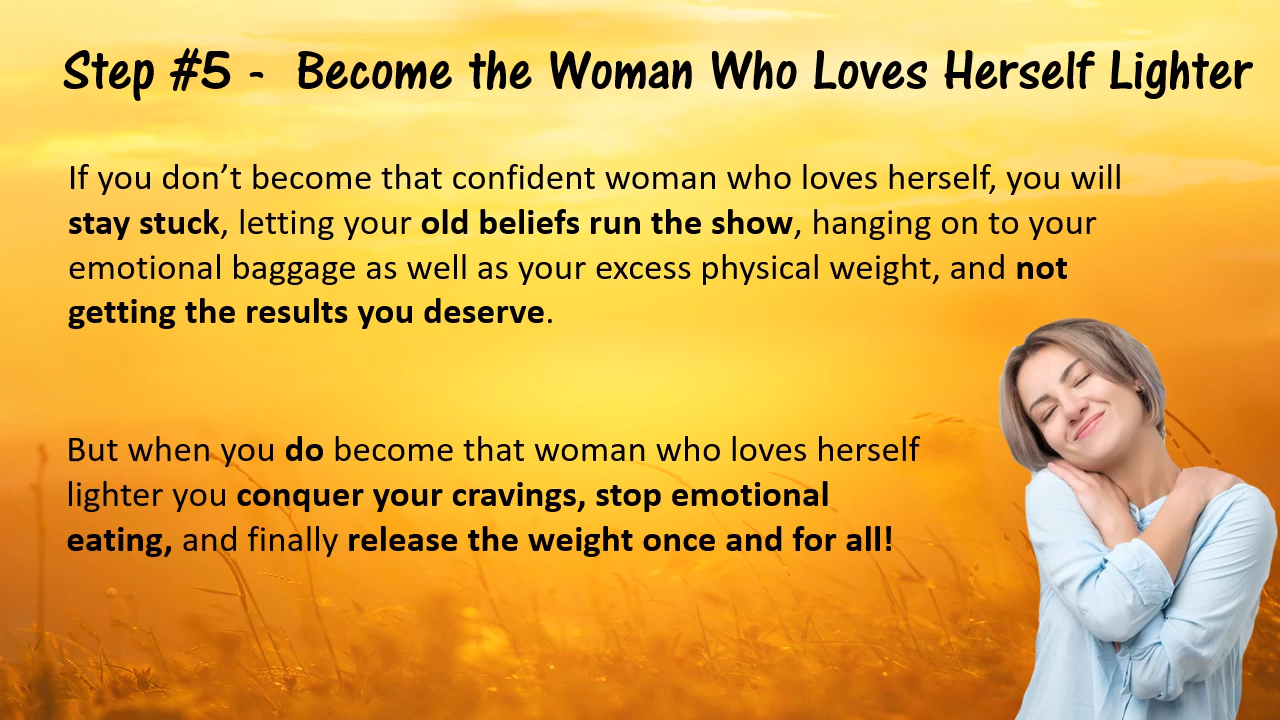 Step #5 - Become the Woman Who Loves Herself Lighter
If you don’t become that confident woman who loves herself, you will
stay stuck, letting your old beliefs run the show, hanging on to your
emotional baggage as well as your excess physical weight, and not
getting the results you deserve.
But when you do become that woman who loves herself
lighter you conquer your cravings, stop emotional
eating, and finally release the weight once and for all!